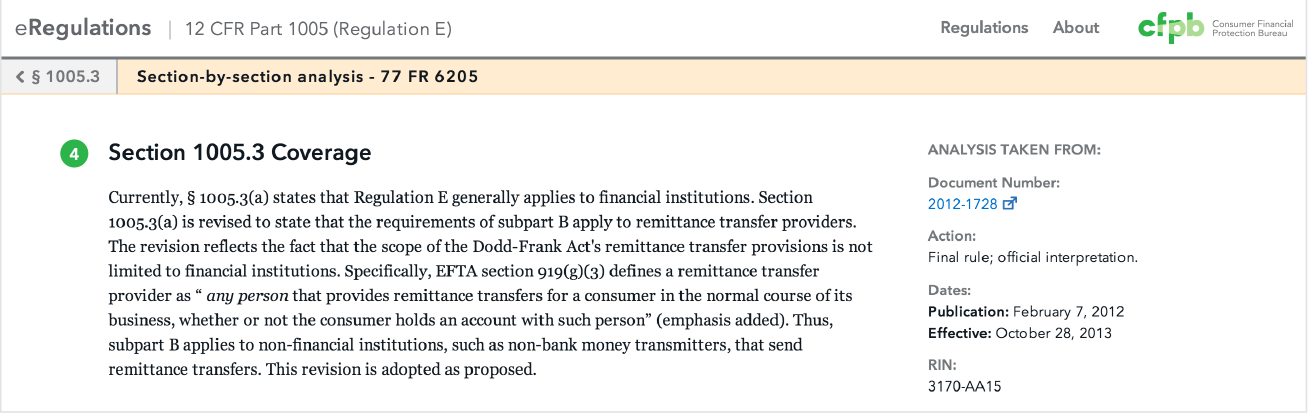 eRegulations | 12 CFR Part 1005 (Regulation E)
Regulations About
cfpb Consumer Financial
Protection Bureau
< § 1005.3
Section-by-section analysis - 77 FR 6205
4 Section 1005.3 Coverage
Currently, § 1005.3(a) states that Regulation E generally applies to financial institutions. Section
1005.3(a) is revised to state that the requirements of subpart B apply to remittance transfer providers.
The revision reflects the fact that the scope of the Dodd-Frank Act's remittance transfer provisions is not
limited to financial institutions. Specifically, EFTA section 919(g)(3) defines a remittance transfer
provider as “ any person that provides remittance transfers for a consumer in the normal course of its
business, whether or not the consumer holds an account with such person” (emphasis added). Thus,
subpart B applies to non-financial institutions, such as non-bank money transmitters, that send
remittance transfers. This revision is adopted as proposed.
ANALYSIS TAKEN FROM:
Document Number:
2012-1728
Action:
Final rule; official interpretation.
Dates:
Publication: February 7, 2012
Effective: October 28, 2013
RIN:
3170-AA15